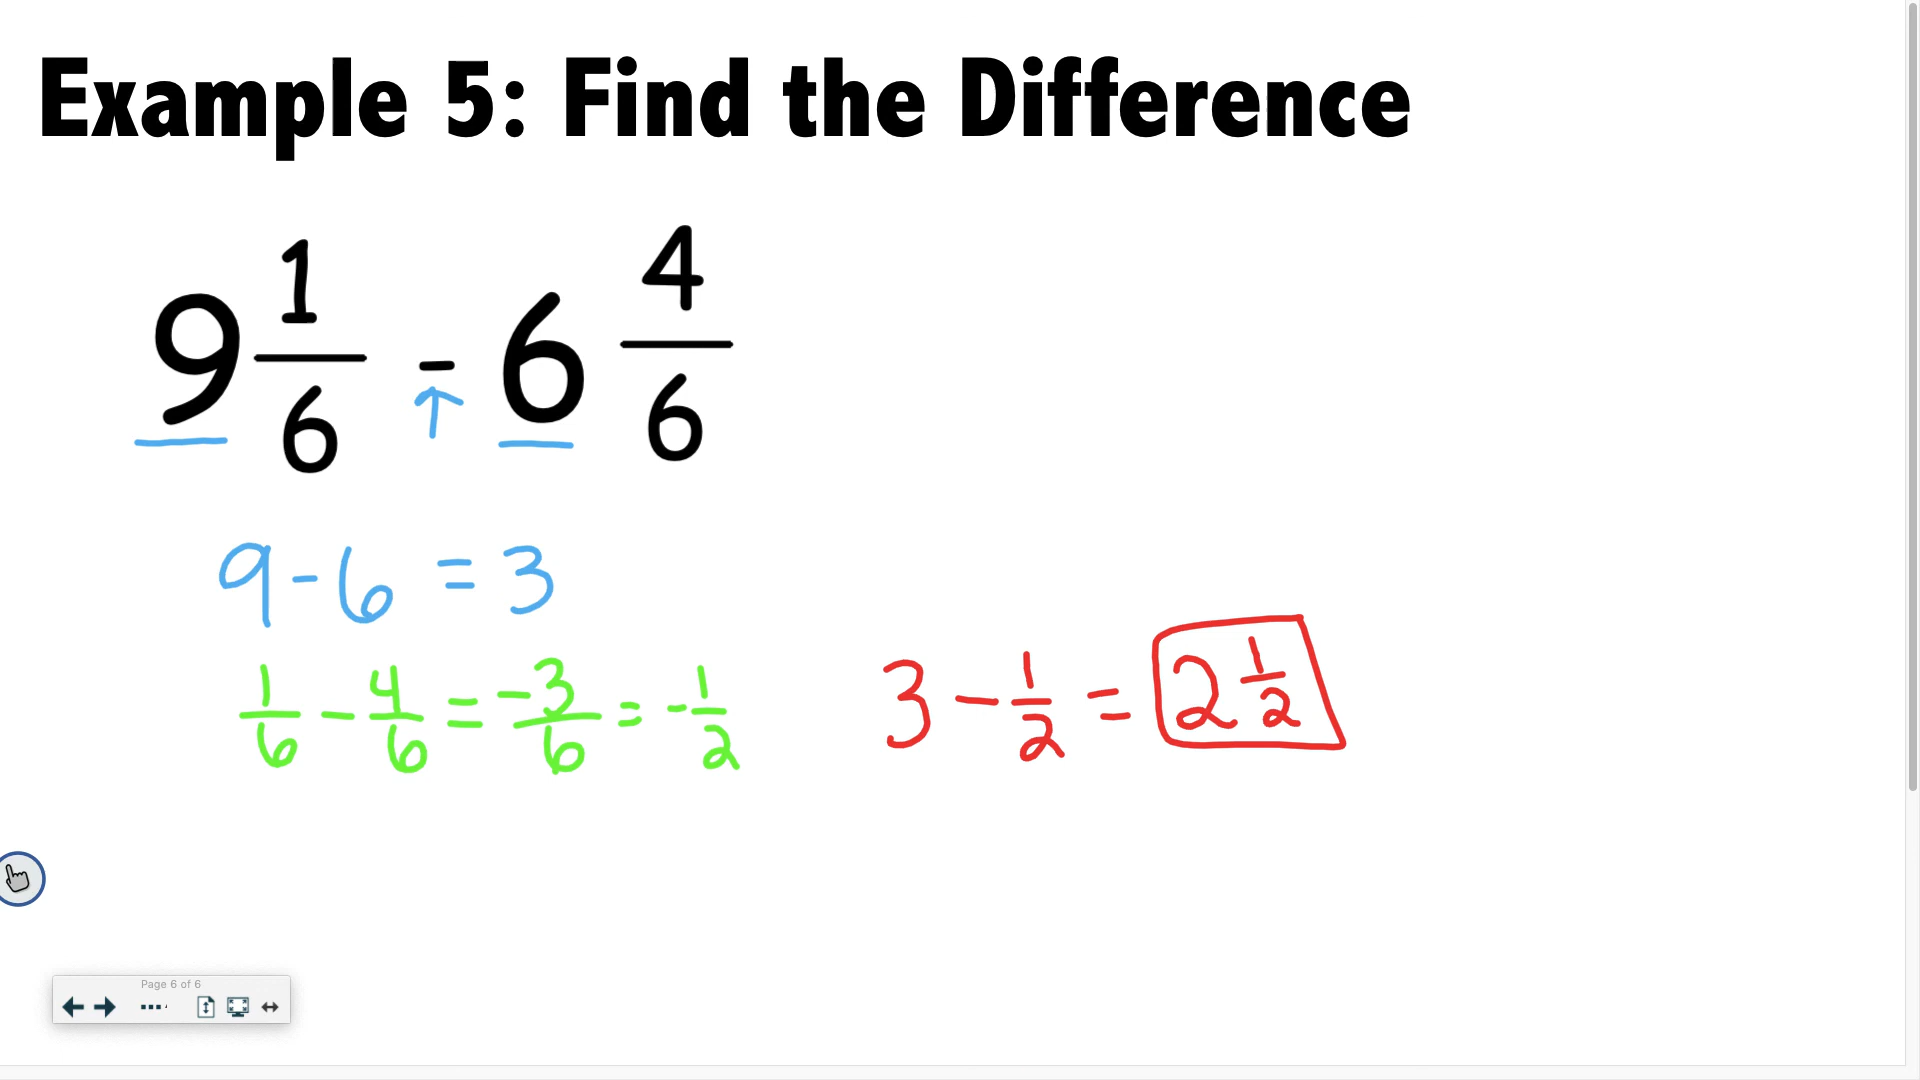 Example 5: Find the Difference
9 1/6 - 6 4/6
9 - 6 = 3
1/6 - 4/6 = -3/6 = -1/2
3 - 1/2 = 2 1/2
Page 6 of 6